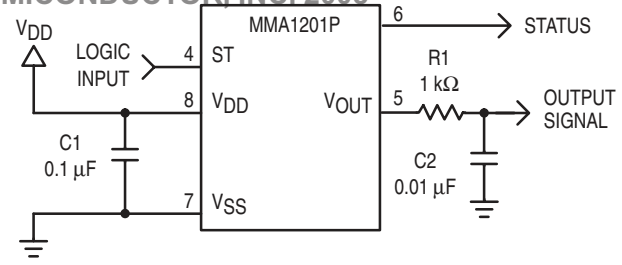 MMA1201P
VDD
LOGIC
INPUT
4
ST
8
VDD
C1
0.1 μF
7
VSS
6
STATUS
VOUT
5
R1
1 kΩ
OUTPUT
SIGNAL
C2
0.01 μF